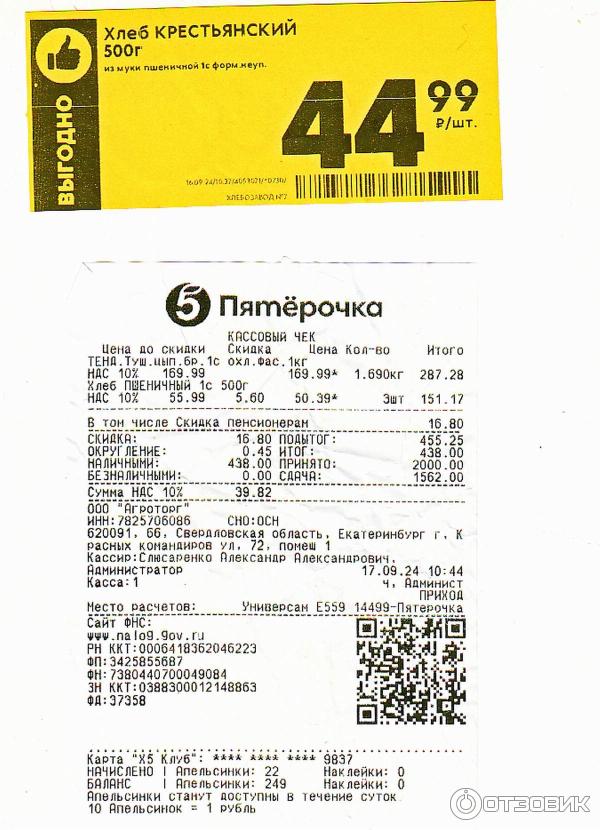 Хлеб КРЕСТЬЯНСКИЙ
500г
из муки пшеничной 1с форм.неуп.
ВЫГОДНО
44 99
₽/шт.
ХЛЕБОЗАВОД №7
5 Пятёрочка
КАССОВЫЙ ЧЕК
Цена до скидки Скидка Цена Кол-во Итого
ТЕНД.Туш.цып.бр.1с охл.фас.1кг
НДС 10% 169.99 169.99* 1.690кг 287.28
Хлеб ПШЕНИЧНЫЙ 1с 500г
НДС 10% 55.99 5.60 50.39* 3шт 151.17
В том числе Скидка пенсионерам 16.80
СКИДКА: 16.80 ПОДЫТОГ: 455.25
ОКРУГЛЕНИЕ: 0.45 ИТОГ: 438.00
НАЛИЧНЫМИ: 438.00 ПРИНЯТО: 2000.00
БЕЗНАЛИЧНЫМИ: 0.00 СДАЧА: 1562.00
Сумма НДС 10% 39.82
ООО "Агроторг"
ИНН:7825706086 СНО:ОСН
620091, 66, Свердловская область, Екатеринбург г, К
расных командиров ул, 72, помещ 1
Кассир:Слюсаренко Александр Александрович,
Администратор 17.09.24 10:44
Касса:1 ч, Админист
ПРИХОД
Место расчетов: Универсам Е559 14499-Пятерочка
Сайт ФНС:
www.nalog.gov.ru
РН ККТ:0006418362046223
ФП:3425855687
ФН:7380440700049084
ЗН ККТ:0388300012148863
ФД:37358
Карта "Х5 Клуб": **** **** **** 9837
НАЧИСЛЕНО | Апельсинки: 22 Наклейки: 0
БАЛАНС | Апельсинки: 249 Наклейки: 0
Апельсинки станут доступны в течение суток
10 Апельсинок = 1 рубль
ОТЗОВИК